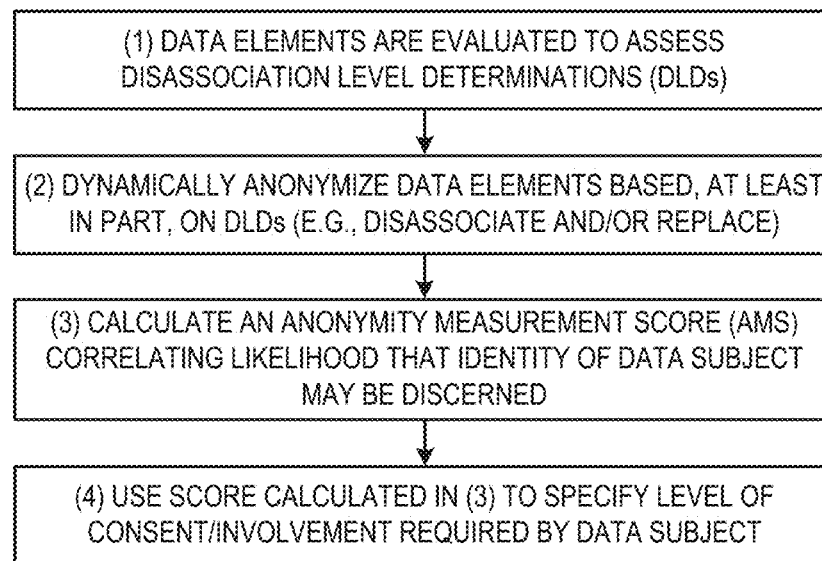 (1) DATA ELEMENTS ARE EVALUATED TO ASSESS
DISASSOCIATION LEVEL DETERMINATIONS (DLDs)
(2) DYNAMICALLY ANONYMIZE DATA ELEMENTS BASED, AT LEAST
IN PART, ON DLDs (E.G., DISASSOCIATE AND/OR REPLACE)
(3) CALCULATE AN ANONYMITY MEASUREMENT SCORE (AMS)
CORRELATING LIKELIHOOD THAT IDENTITY OF DATA SUBJECT
MAY BE DISCERNED
(4) USE SCORE CALCULATED IN (3) TO SPECIFY LEVEL OF
CONSENT/INVOLVEMENT REQUIRED BY DATA SUBJECT